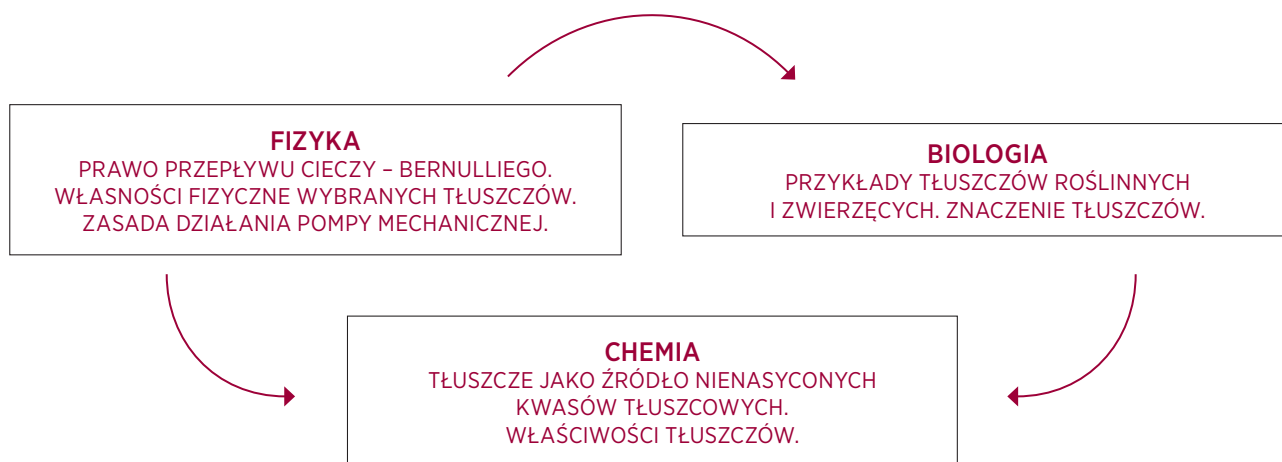 FIZYKA
PRAWO PRZEPŁYWU CIECZY – BERNULLIEGO.
WŁASNOŚCI FIZYCZNE WYBRANYCH TŁUSZCZÓW.
ZASADA DZIAŁANIA POMPY MECHANICZNEJ.
BIOLOGIA
PRZYKŁADY TŁUSZCZÓW ROŚLINNYCH
I ZWIERZĘCYCH. ZNACZENIE TŁUSZCZÓW.
CHEMIA
TŁUSZCZE JAKO ŹRÓDŁO NIENASYCONYCH
KWASÓW TŁUSZCOWYCH.
WŁAŚCIWOŚCI TŁUSZCZÓW.